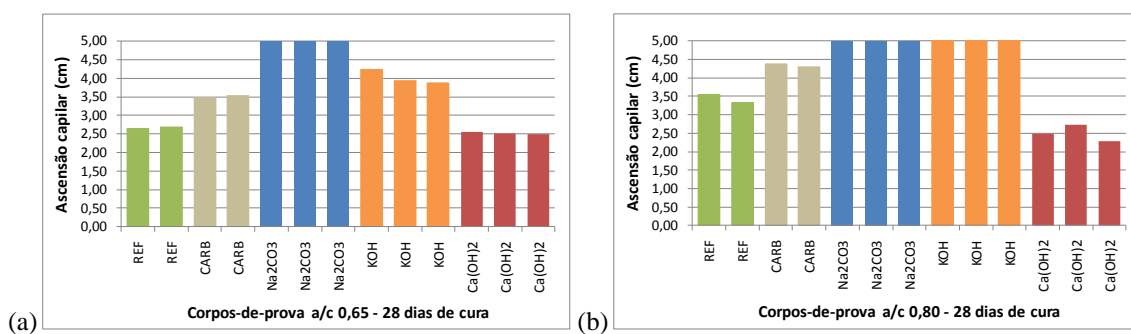 Ascensão capilar (cm)
5,00
4,50
4,00
3,50
3,00
2,50
2,00
1,50
1,00
0,50
0,00
REF
REF
CARB
CARB
Na2CO3
Na2CO3
Na2CO3
KOH
KOH
KOH
Ca(OH)2
Ca(OH)2
Ca(OH)2
Corpos-de-prova a/c 0,65 - 28 dias de cura
(a)
Ascensão capilar (cm)
5,00
4,50
4,00
3,50
3,00
2,50
2,00
1,50
1,00
0,50
0,00
REF
REF
CARB
CARB
Na2CO3
Na2CO3
Na2CO3
KOH
KOH
KOH
Ca(OH)2
Ca(OH)2
Ca(OH)2
Corpos-de-prova a/c 0,80 - 28 dias de cura
(b)